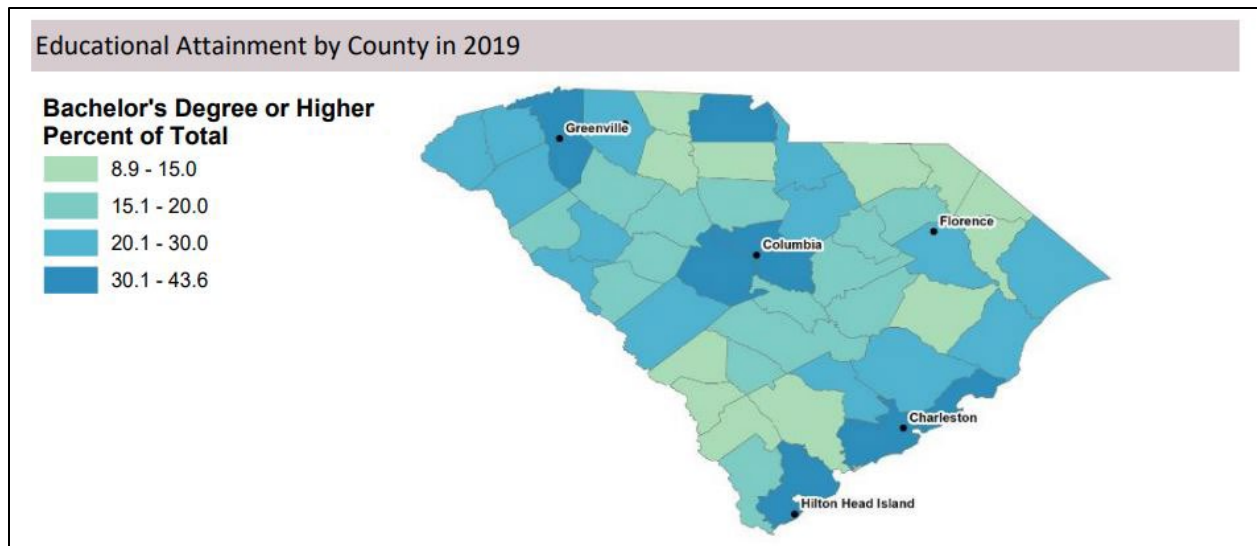 Educational Attainment by County in 2019
Bachelor's Degree or Higher
Percent of Total
8.9 - 15.0
15.1 - 20.0
20.1 - 30.0
30.1 - 43.6
Greenville
Florence
Columbia
Charleston
Hilton Head Island